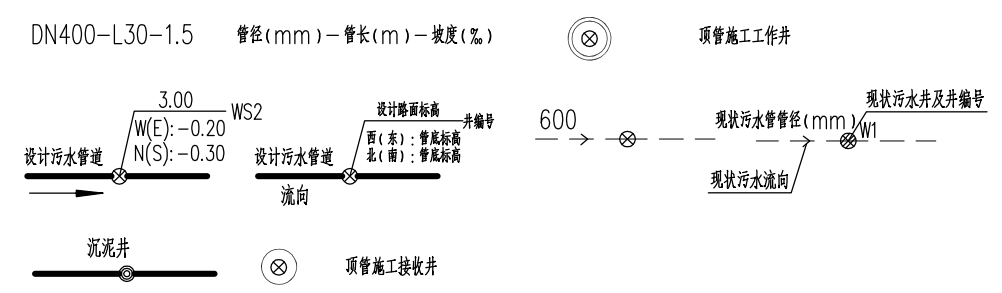 DN400-L30-1.5
管径(mm)-管长(m)-坡度(‰)
顶管施工工作井
3.00
WS2
W(E):-0.20
N(S):-0.30
设计污水管道
设计路面标高
井编号
西(东):管底标高
北(南):管底标高
设计污水管道
流向
600
现状污水井及井编号
现状污水管管径(mm)
W1
现状污水流向
沉泥井
顶管施工接收井